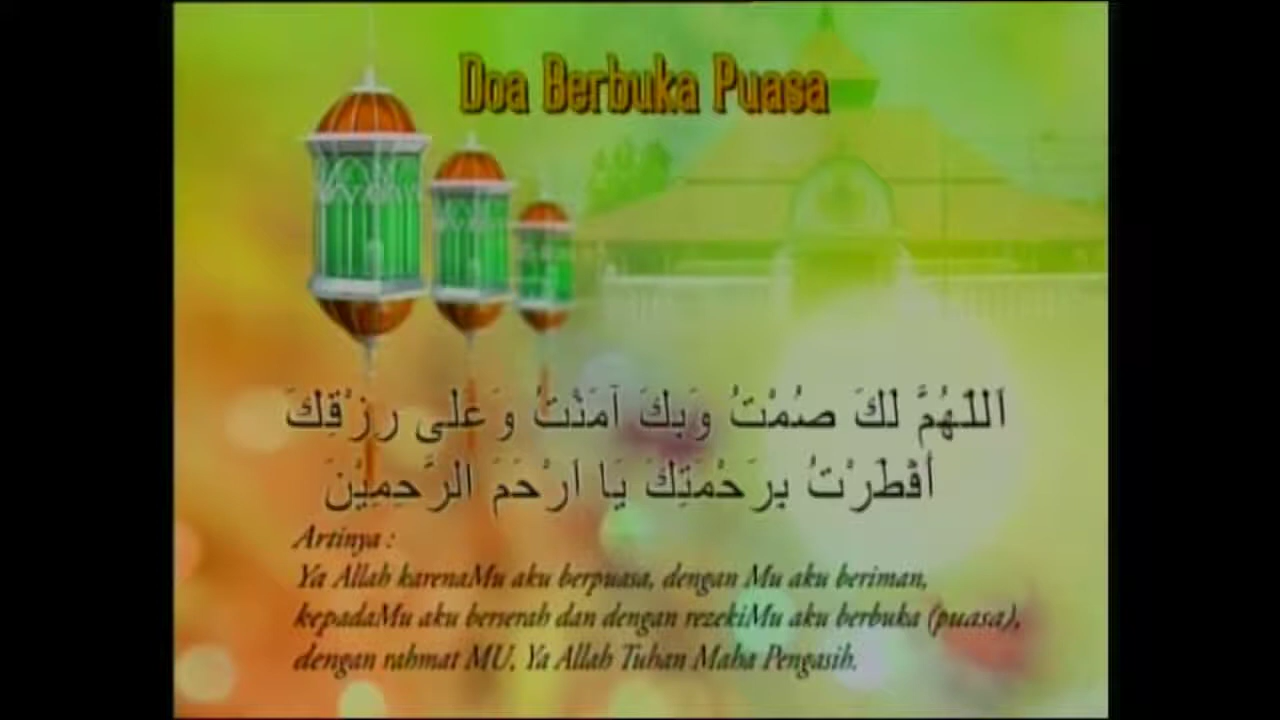 Doa Berbuka Puasa
اَللّٰهُمَّ لَكَ صُمْتُ وَبِكَ آمَنْتُ وَعَلَى رِزْقِكَ
أَفْطَرْتُ بِرَحْمَتِكَ يَا اَرْحَمَ الرَّحِمِيْنَ
Artinya :
Ya Allah karenaMu aku berpuasa, dengan Mu aku beriman,
kepadaMu aku berserah dan dengan rezekiMu aku berbuka (puasa),
dengan rahmat MU, Ya Allah Tuhan Maha Pengasih.